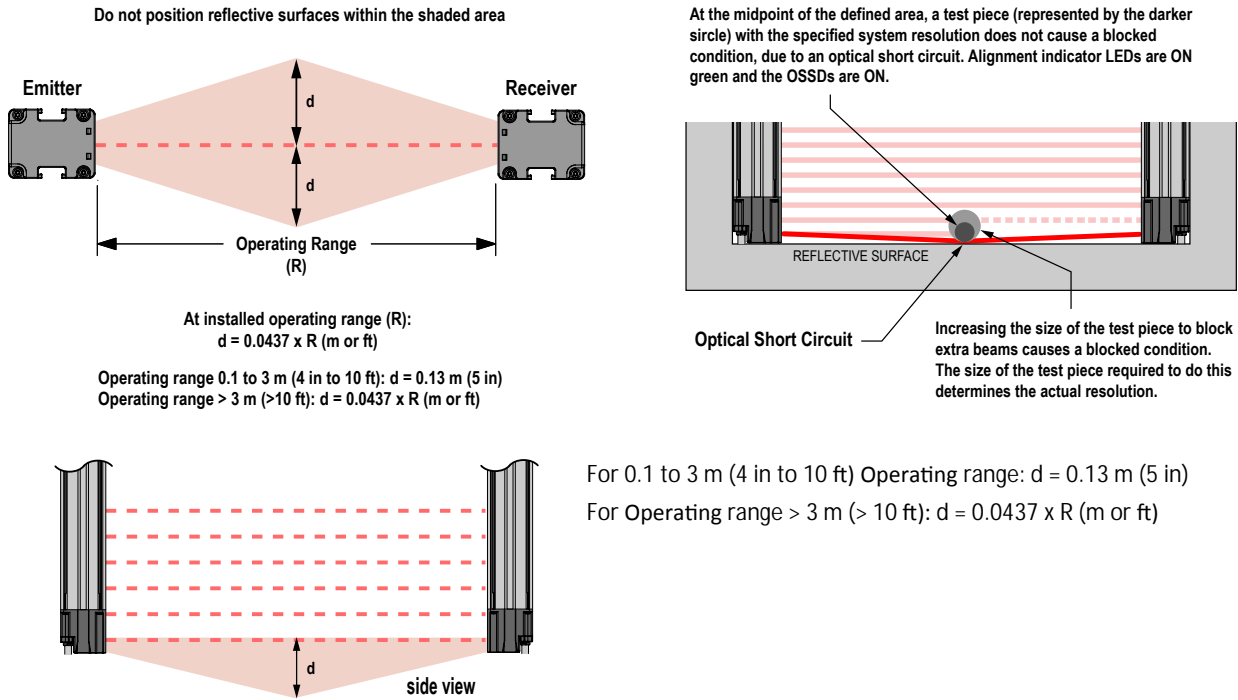 Do not position reflective surfaces within the shaded area
Emitter
Receiver
d
d
Operating Range
(R)
At installed operating range (R):
d = 0.0437 x R (m or ft)
Operating range 0.1 to 3 m (4 in to 10 ft): d = 0.13 m (5 in)
Operating range > 3 m (>10 ft): d = 0.0437 x R (m or ft)
At the midpoint of the defined area, a test piece (represented by the darker
sircle) with the specified system resolution does not cause a blocked
condition, due to an optical short circuit. Alignment indicator LEDs are ON
green and the OSSDs are ON.
REFLECTIVE SURFACE
Optical Short Circuit
Increasing the size of the test piece to block
extra beams causes a blocked condition.
The size of the test piece required to do this
determines the actual resolution.
d
side view
For 0.1 to 3 m (4 in to 10 ft) Operating range: d = 0.13 m (5 in)
For Operating range > 3 m (> 10 ft): d = 0.0437 x R (m or ft)